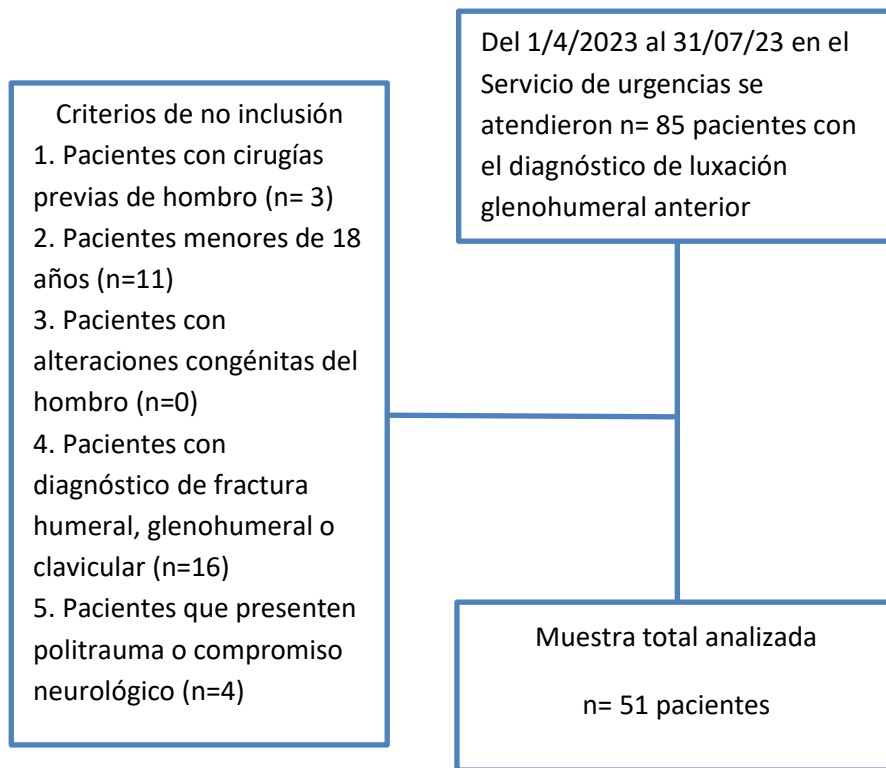 Del 1/4/2023 al 31/07/23 en el
Servicio de urgencias se
atendieron n= 85 pacientes con
el diagnóstico de luxación
glenohumeral anterior
Criterios de no inclusión
1. Pacientes con cirugías
previas de hombro (n= 3)
2. Pacientes menores de 18
años (n=11)
3. Pacientes con
alteraciones congénitas del
hombro (n=0)
4. Pacientes con
diagnóstico de fractura
humeral, glenohumeral o
clavicular (n=16)
5. Pacientes que presenten
politrauma o compromiso
neurológico (n=4)
Muestra total analizada
n= 51 pacientes